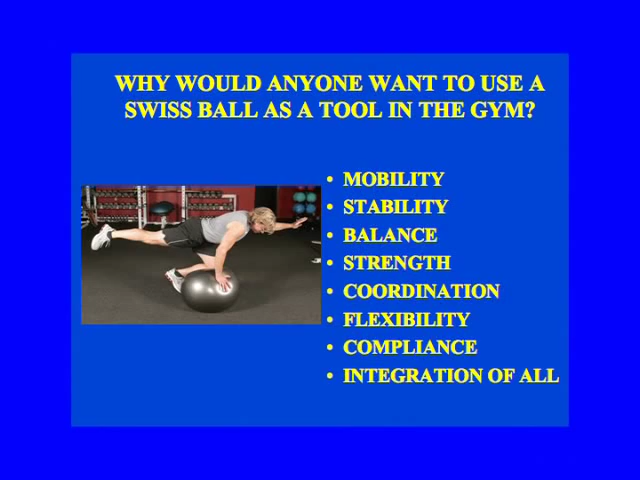 WHY WOULD ANYONE WANT TO USE A
SWISS BALL AS A TOOL IN THE GYM?
• MOBILITY
• STABILITY
• BALANCE
• STRENGTH
• COORDINATION
• FLEXIBILITY
• COMPLIANCE
• INTEGRATION OF ALL